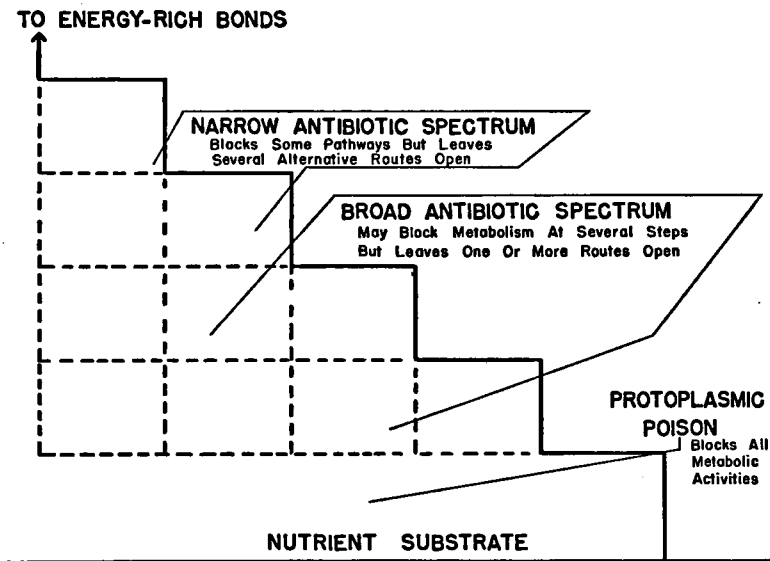 TO ENERGY-RICH BONDS
NARROW ANTIBIOTIC SPECTRUM
Blocks Some Pathways But Leaves
Several Alternative Routes Open
BROAD ANTIBIOTIC SPECTRUM
May Block Metabolism At Several Steps
But Leaves One Or More Routes Open
PROTOPLASMIC
POISON
Blocks All
Metabolic
Activities
NUTRIENT SUBSTRATE